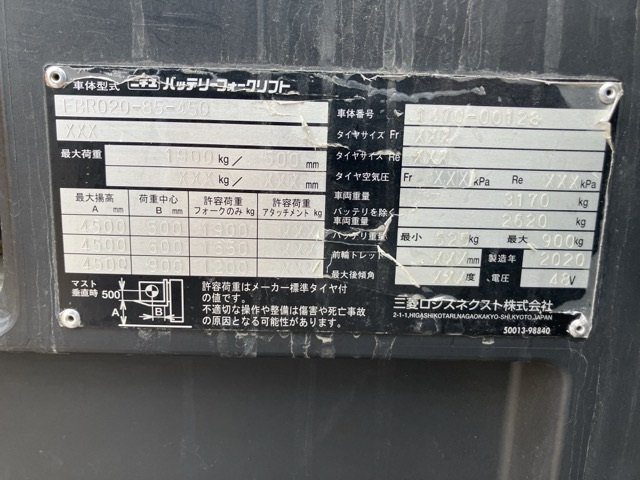 車体型式 ニチユ バッテリーフォークリフト
FBR020-85-450
XXX
最大荷重 1900 kg / 500 mm
XXX kg / XXX mm
最大揚高 A mm 荷重中心 B mm 許容荷重 フォークのみ kg 許容荷重 アタッチメント kg
4500 500
4500 600
マスト垂直時 500 A B
許容荷重はメーカー標準タイヤ付
の値です。
不適切な操作や整備は傷害や死亡事故
の原因となる可能性があります。
車体番号 00128
タイヤサイズ Fr XXX
タイヤサイズ Re XXX
タイヤ空気圧 Fr XXX kPa Re XXX kPa
車両重量 3170 kg
バッテリを除く車両重量 2520 kg
バッテリ重量 最小 kg 最大 900 kg
前輪トレッド XXX mm 製造年 2020
最大後傾角 度 電圧 48 V
三菱ロジスネクスト株式会社
2-1-1,HIGASHIKOTARI,NAGAOKAKYO-SHI,KYOTO,JAPAN
50013-98840